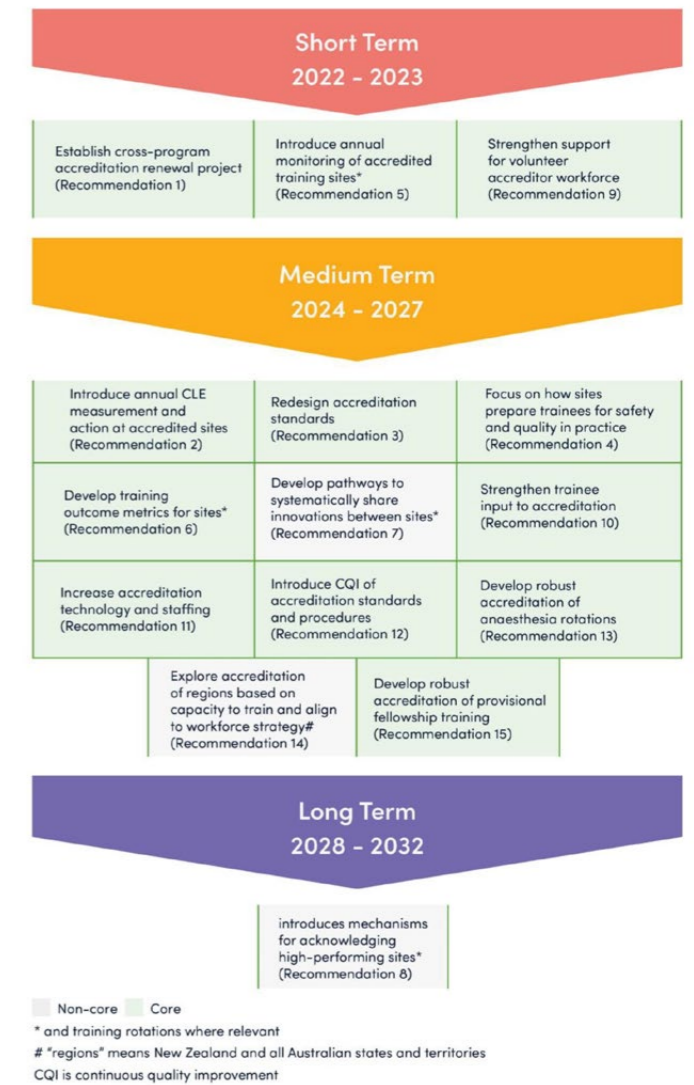 Short Term
2022 - 2023
Establish cross-program
accreditation renewal project
(Recommendation 1)
Introduce annual
monitoring of accredited
training sites*
(Recommendation 5)
Strengthen support
for volunteer
accreditor workforce
(Recommendation 9)
Medium Term
2024 - 2027
Introduce annual CLE
measurement and
action at accredited sites
(Recommendation 2)
Redesign accreditation
standards
(Recommendation 3)
Focus on how sites
prepare trainees for safety
and quality in practice
(Recommendation 4)
Develop training
outcome metrics for sites*
(Recommendation 6)
Develop pathways to
systematically share
innovations between sites*
(Recommendation 7)
Strengthen trainee
input to accreditation
(Recommendation 10)
Increase accreditation
technology and staffing
(Recommendation 11)
Introduce CQI of
accreditation standards
and procedures
(Recommendation 12)
Develop robust
accreditation of
anaesthesia rotations
(Recommendation 13)
Explore accreditation
of regions based on
capacity to train and align
to workforce strategy#
(Recommendation 14)
Develop robust
accreditation of provisional
fellowship training
(Recommendation 15)
Long Term
2028 - 2032
introduces mechanisms
for acknowledging
high-performing sites*
(Recommendation 8)
Non-core Core
* and training rotations where relevant
# "regions" means New Zealand and all Australian states and territories
CQI is continuous quality improvement